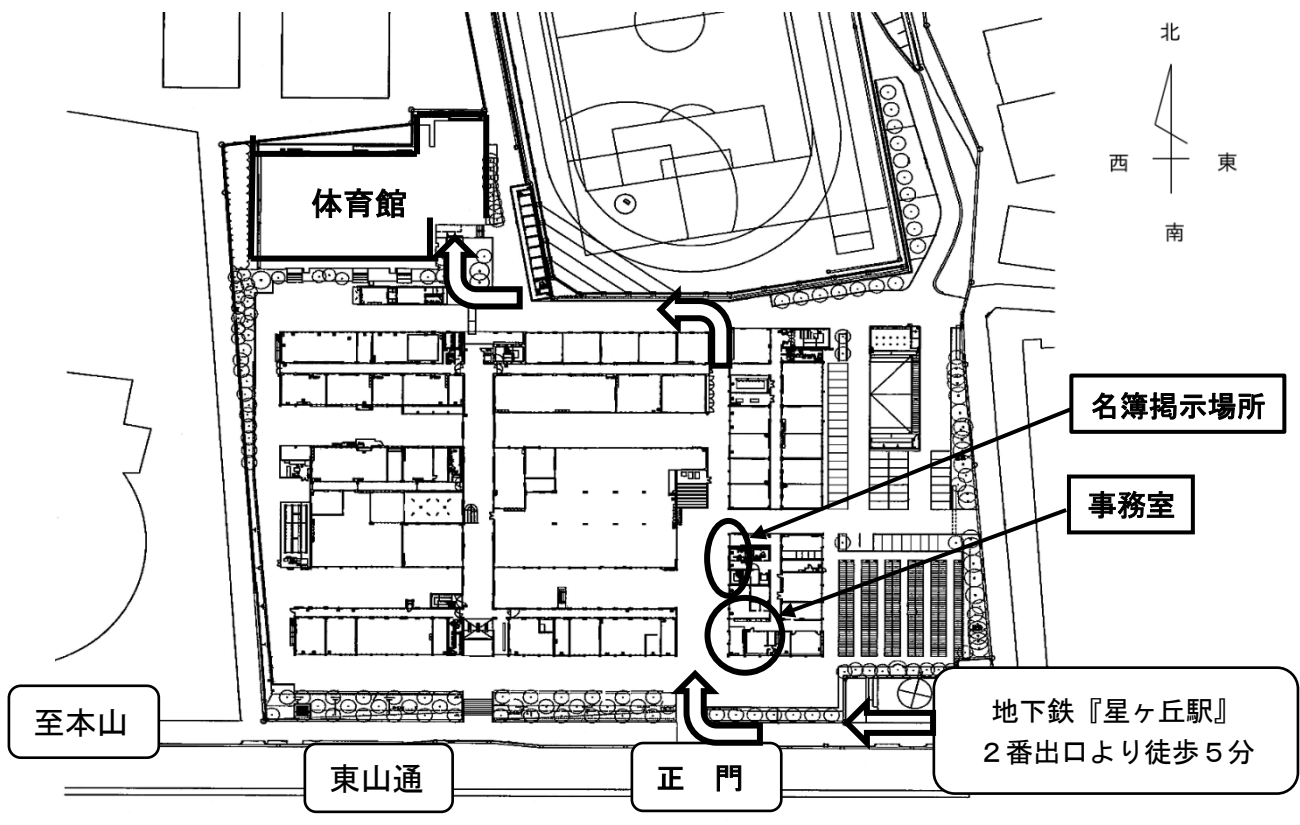 北
西
東
南
体育館
名簿掲示場所
事務室
至本山
東山通
正　門
地下鉄『星ヶ丘駅』
２番出口より徒歩５分